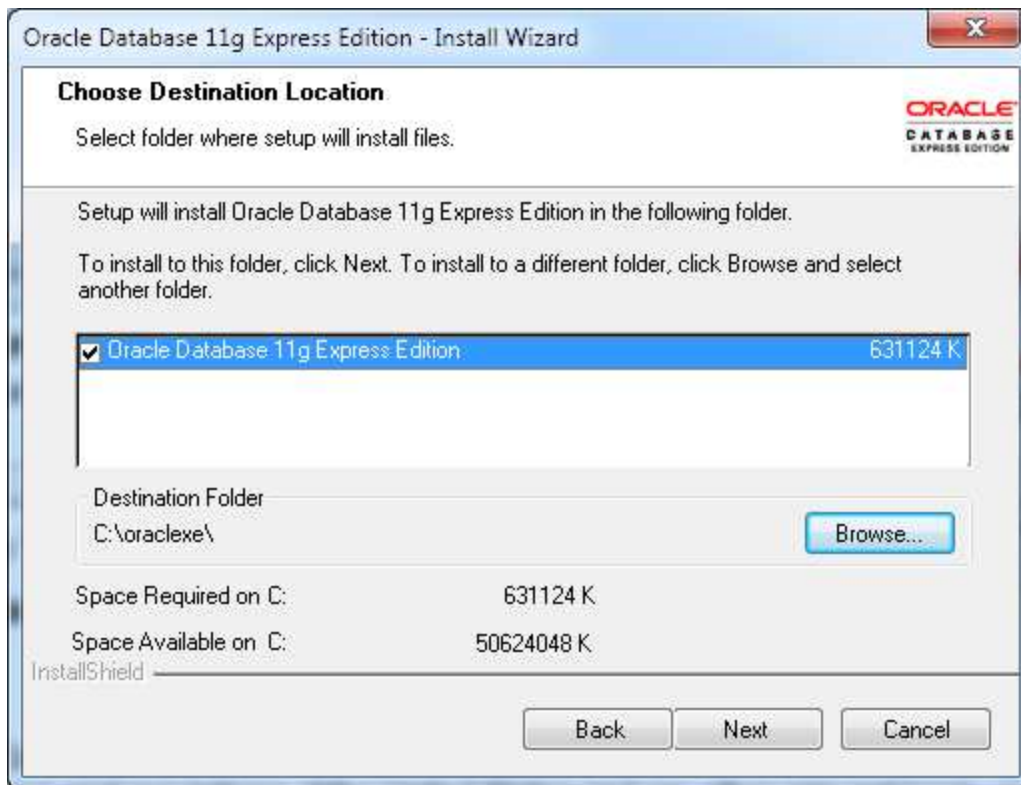 Oracle Database 11g Express Edition - Install Wizard
Choose Destination Location
Select folder where setup will install files.
ORACLE
DATABASE
EXPRESS EDITION
Setup will install Oracle Database 11g Express Edition in the following folder.
To install to this folder, click Next. To install to a different folder, click Browse and select
another folder.
Oracle Database 11g Express Edition 631124 K
Destination Folder
C:\oraclexe\
Browse...
Space Required on C: 631124 K
Space Available on C: 50624048 K
InstallShield
Back Next Cancel